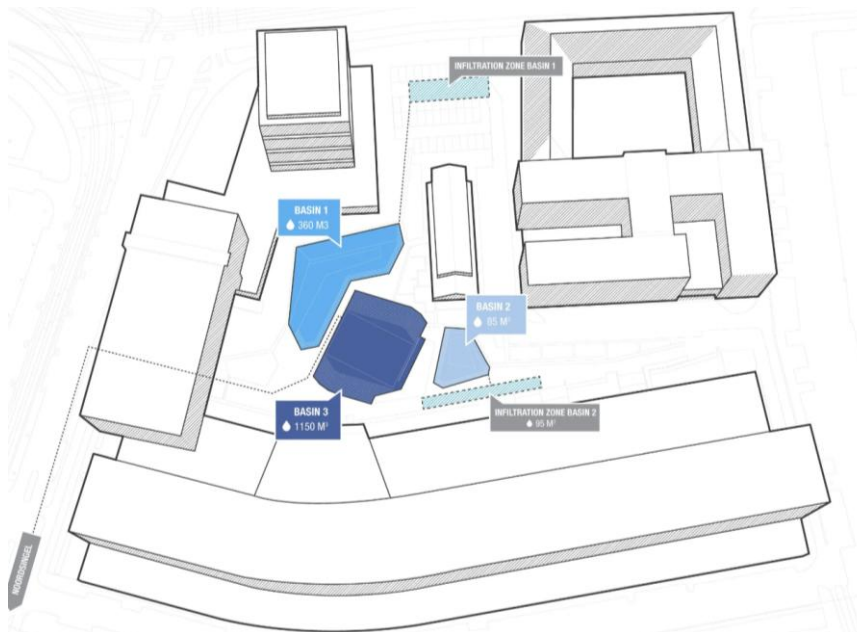 INFILTRATION ZONE BASIN 1
BASIN 1
360 M3
BASIN 2
85 M³
BASIN 3
1150 M³
INFILTRATION ZONE BASIN 2
95 M³
NOORDSINGEL